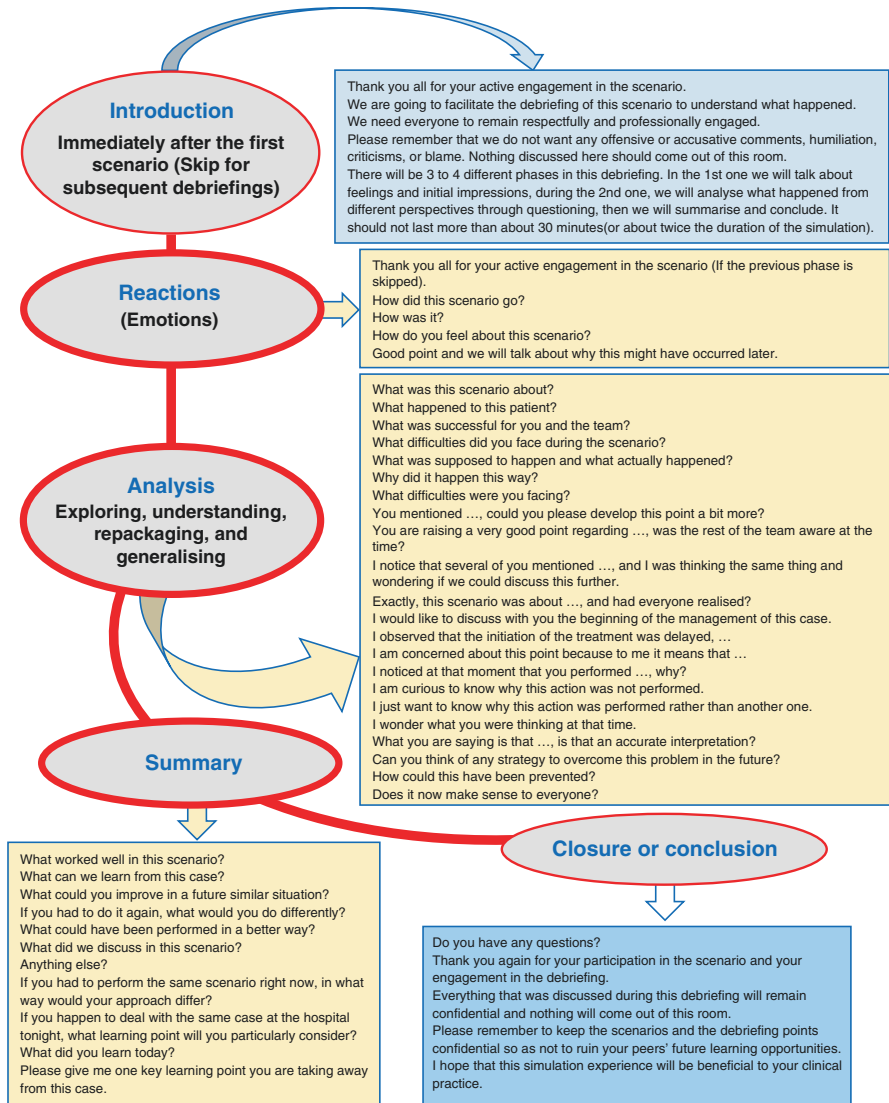 Introduction
Immediately after the first
scenario (Skip for
subsequent debriefings)
Thank you all for your active engagement in the scenario.
We are going to facilitate the debriefing of this scenario to understand what happened.
We need everyone to remain respectfully and professionally engaged.
Please remember that we do not want any offensive or accusative comments, humiliation,
criticisms, or blame. Nothing discussed here should come out of this room.
There will be 3 to 4 different phases in this debriefing. In the 1st one we will talk about
feelings and initial impressions, during the 2nd one, we will analyse what happened from
different perspectives through questioning, then we will summarise and conclude. It
should not last more than about 30 minutes(or about twice the duration of the simulation).
Reactions
(Emotions)
Thank you all for your active engagement in the scenario (If the previous phase is
skipped).
How did this scenario go?
How was it?
How do you feel about this scenario?
Good point and we will talk about why this might have occurred later.
Analysis
Exploring, understanding,
repackaging, and
generalising
What was this scenario about?
What happened to this patient?
What was successful for you and the team?
What difficulties did you face during the scenario?
What was supposed to happen and what actually happened?
Why did it happen this way?
What difficulties were you facing?
You mentioned …, could you please develop this point a bit more?
You are raising a very good point regarding …, was the rest of the team aware at the
time?
I notice that several of you mentioned …, and I was thinking the same thing and
wondering if we could discuss this further.
Exactly, this scenario was about …, and had everyone realised?
I would like to discuss with you the beginning of the management of this case.
I observed that the initiation of the treatment was delayed, …
I am concerned about this point because to me it means that …
I noticed at that moment that you performed …, why?
I am curious to know why this action was not performed.
I just want to know why this action was performed rather than another one.
I wonder what you were thinking at that time.
What you are saying is that …, is that an accurate interpretation?
Can you think of any strategy to overcome this problem in the future?
How could this have been prevented?
Does it now make sense to everyone?
Summary
What worked well in this scenario?
What can we learn from this case?
What could you improve in a future similar situation?
If you had to do it again, what would you do differently?
What could have been performed in a better way?
What did we discuss in this scenario?
Anything else?
If you had to perform the same scenario right now, in what
way would your approach differ?
If you happen to deal with the same case at the hospital
tonight, what learning point will you particularly consider?
What did you learn today?
Please give me one key learning point you are taking away
from this case.
Closure or conclusion
Do you have any questions?
Thank you again for your participation in the scenario and your
engagement in the debriefing.
Everything that was discussed during this debriefing will remain
confidential and nothing will come out of this room.
Please remember to keep the scenarios and the debriefing points
confidential so as not to ruin your peers' future learning opportunities.
I hope that this simulation experience will be beneficial to your clinical
practice.